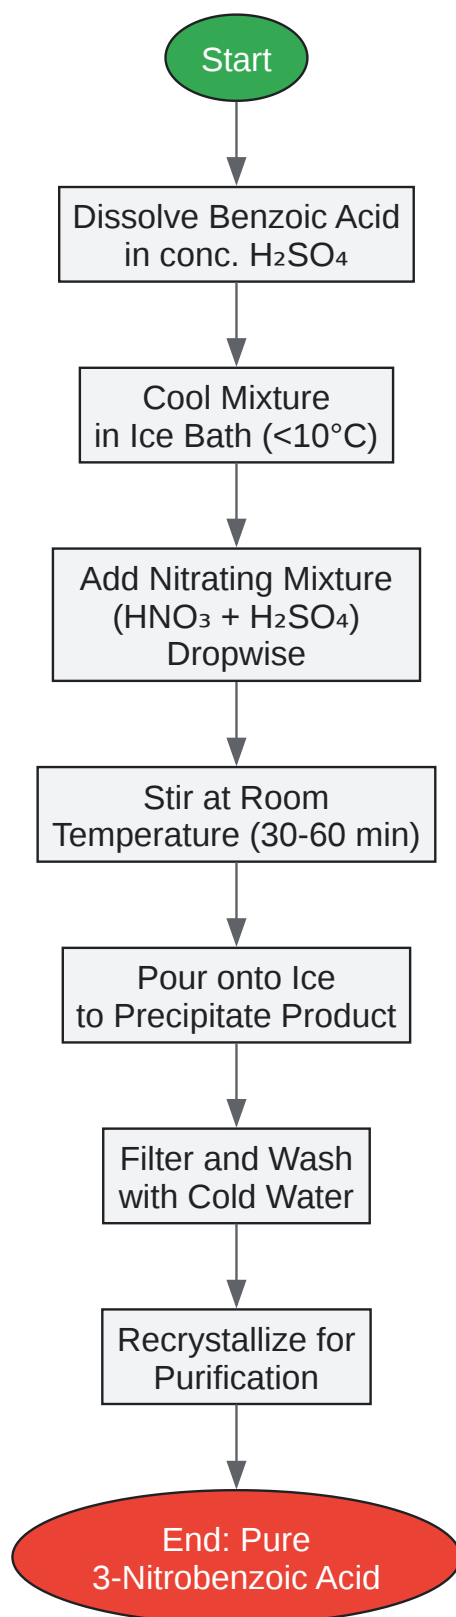 Start
Dissolve Benzoic Acid
in conc. H₂SO₄
Cool Mixture
in Ice Bath (<10°C)
Add Nitrating Mixture
(HNO₃ + H₂SO₄)
Dropwise
Stir at Room
Temperature (30-60 min)
Pour onto Ice
to Precipitate Product
Filter and Wash
with Cold Water
Recrystallize for
Purification
End: Pure
3-Nitrobenzoic Acid